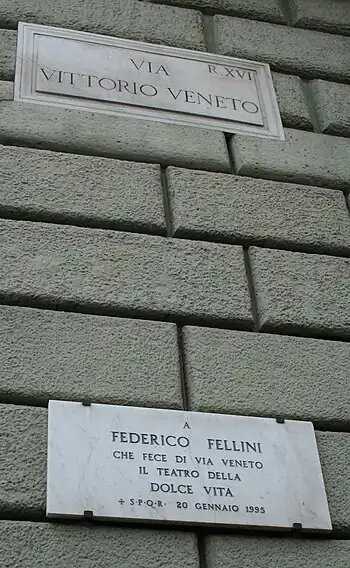 VIA R. XVI
VITTORIO VENETO
A
FEDERICO FELLINI
CHE FECE DI VIA VENETO
IL TEATRO DELLA
DOLCE VITA
+ S·P·Q·R· 20 GENNAIO 1995